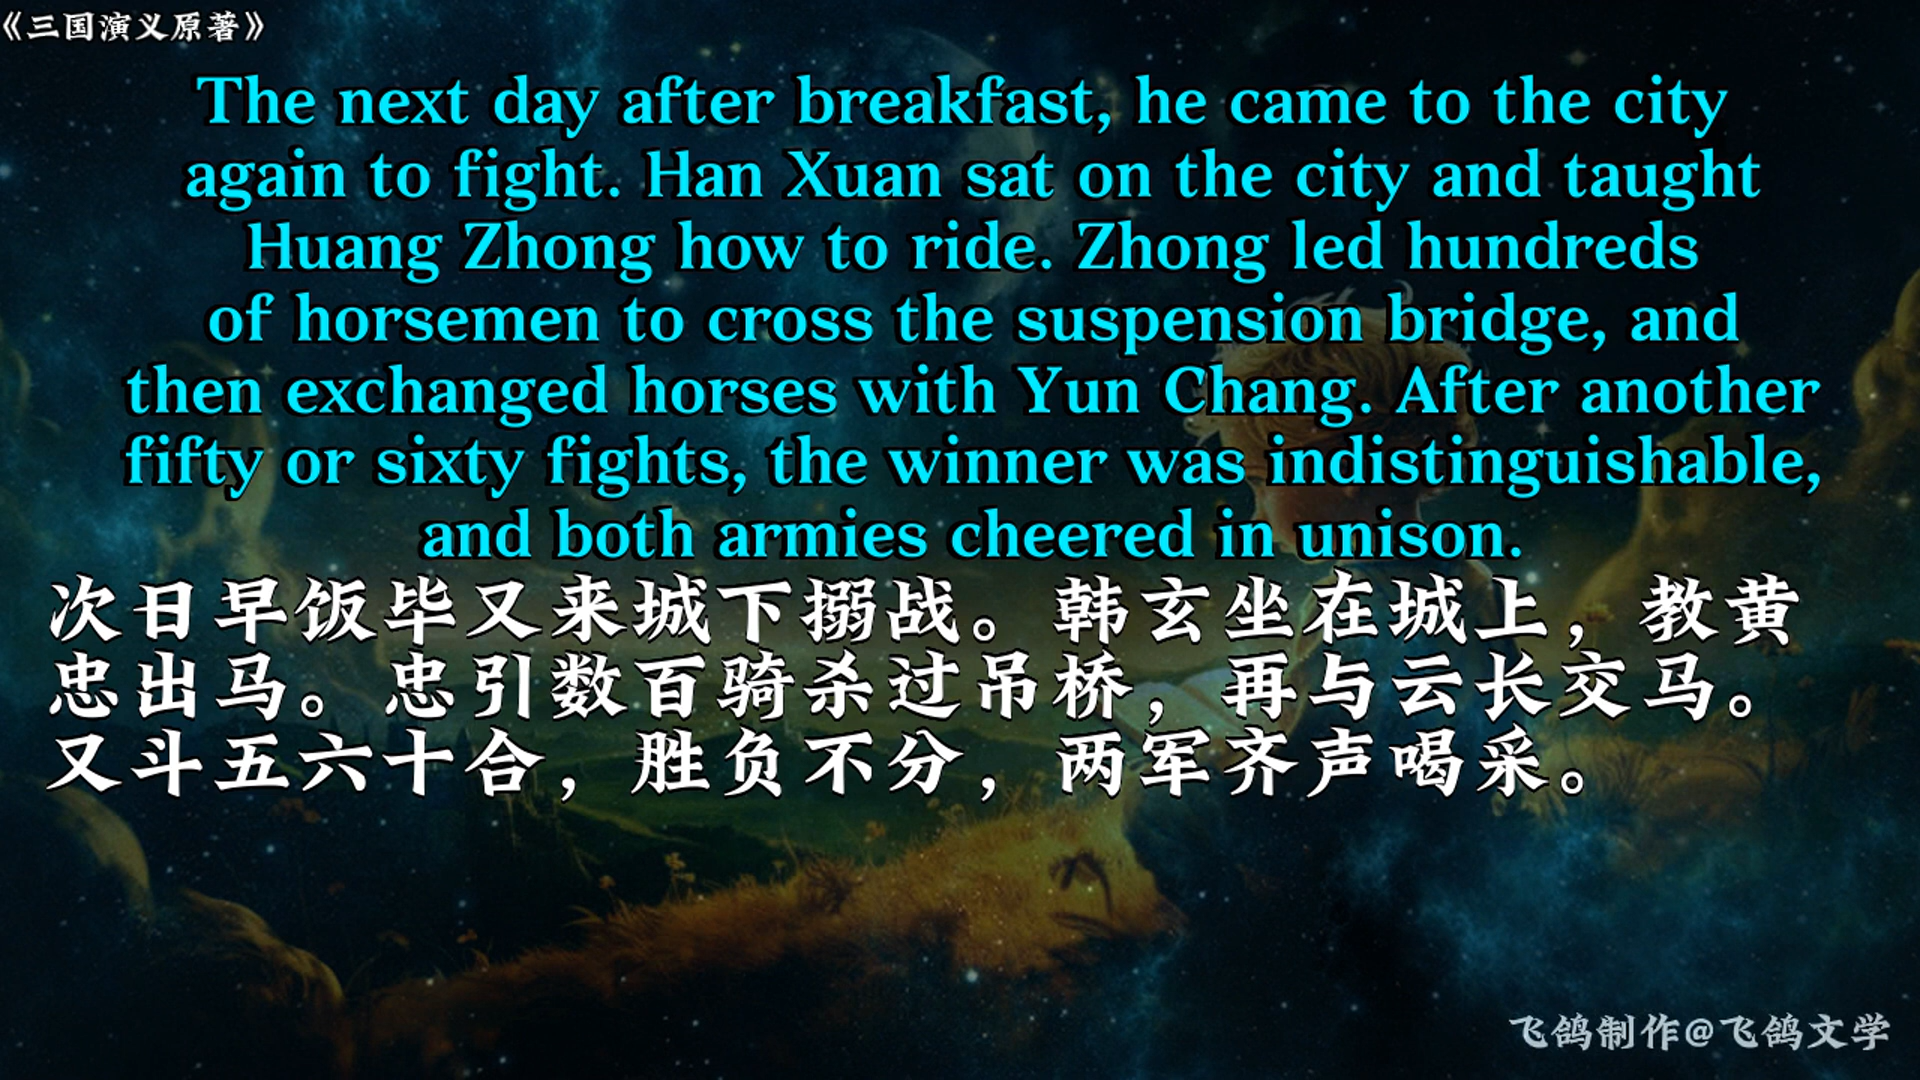 《三国演义原著》
The next day after breakfast, he came to the city
again to fight. Han Xuan sat on the city and taught
Huang Zhong how to ride. Zhong led hundreds
of horsemen to cross the suspension bridge, and
then exchanged horses with Yun Chang. After another
fifty or sixty fights, the winner was indistinguishable,
and both armies cheered in unison.
次日早饭毕又来城下搦战。韩玄坐在城上，教黄
忠出马。忠引数百骑杀过吊桥，再与云长交马。
又斗五六十合，胜负不分，两军齐声喝采。
飞鸽制作@飞鸽文学